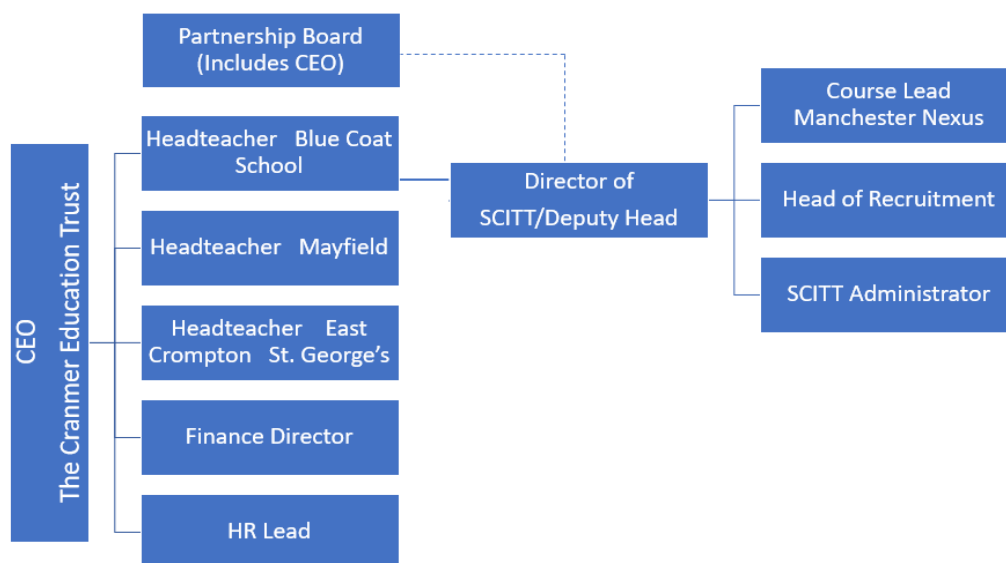 Partnership Board
(Includes CEO)
Headteacher Blue Coat
School
Headteacher Mayfield
Headteacher East
Crompton St. George's
Finance Director
HR Lead
CEO
The Cranmer Education Trust
Director of
SCITT/Deputy Head
Course Lead
Manchester Nexus
Head of Recruitment
SCITT Administrator